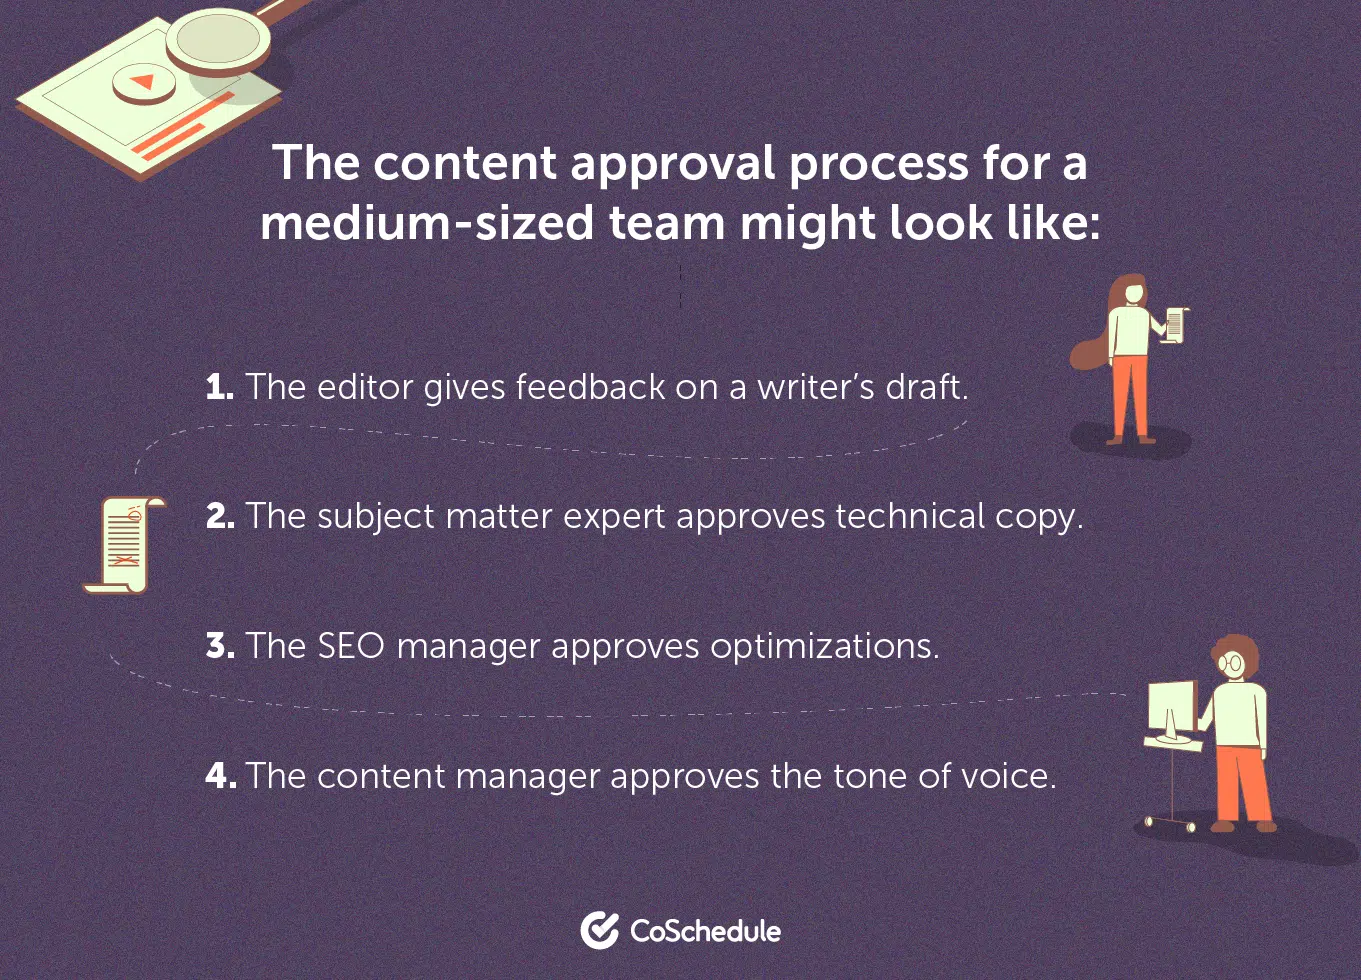 The content approval process for a
medium-sized team might look like:
1. The editor gives feedback on a writer’s draft.
2. The subject matter expert approves technical copy.
3. The SEO manager approves optimizations.
4. The content manager approves the tone of voice.
CoSchedule